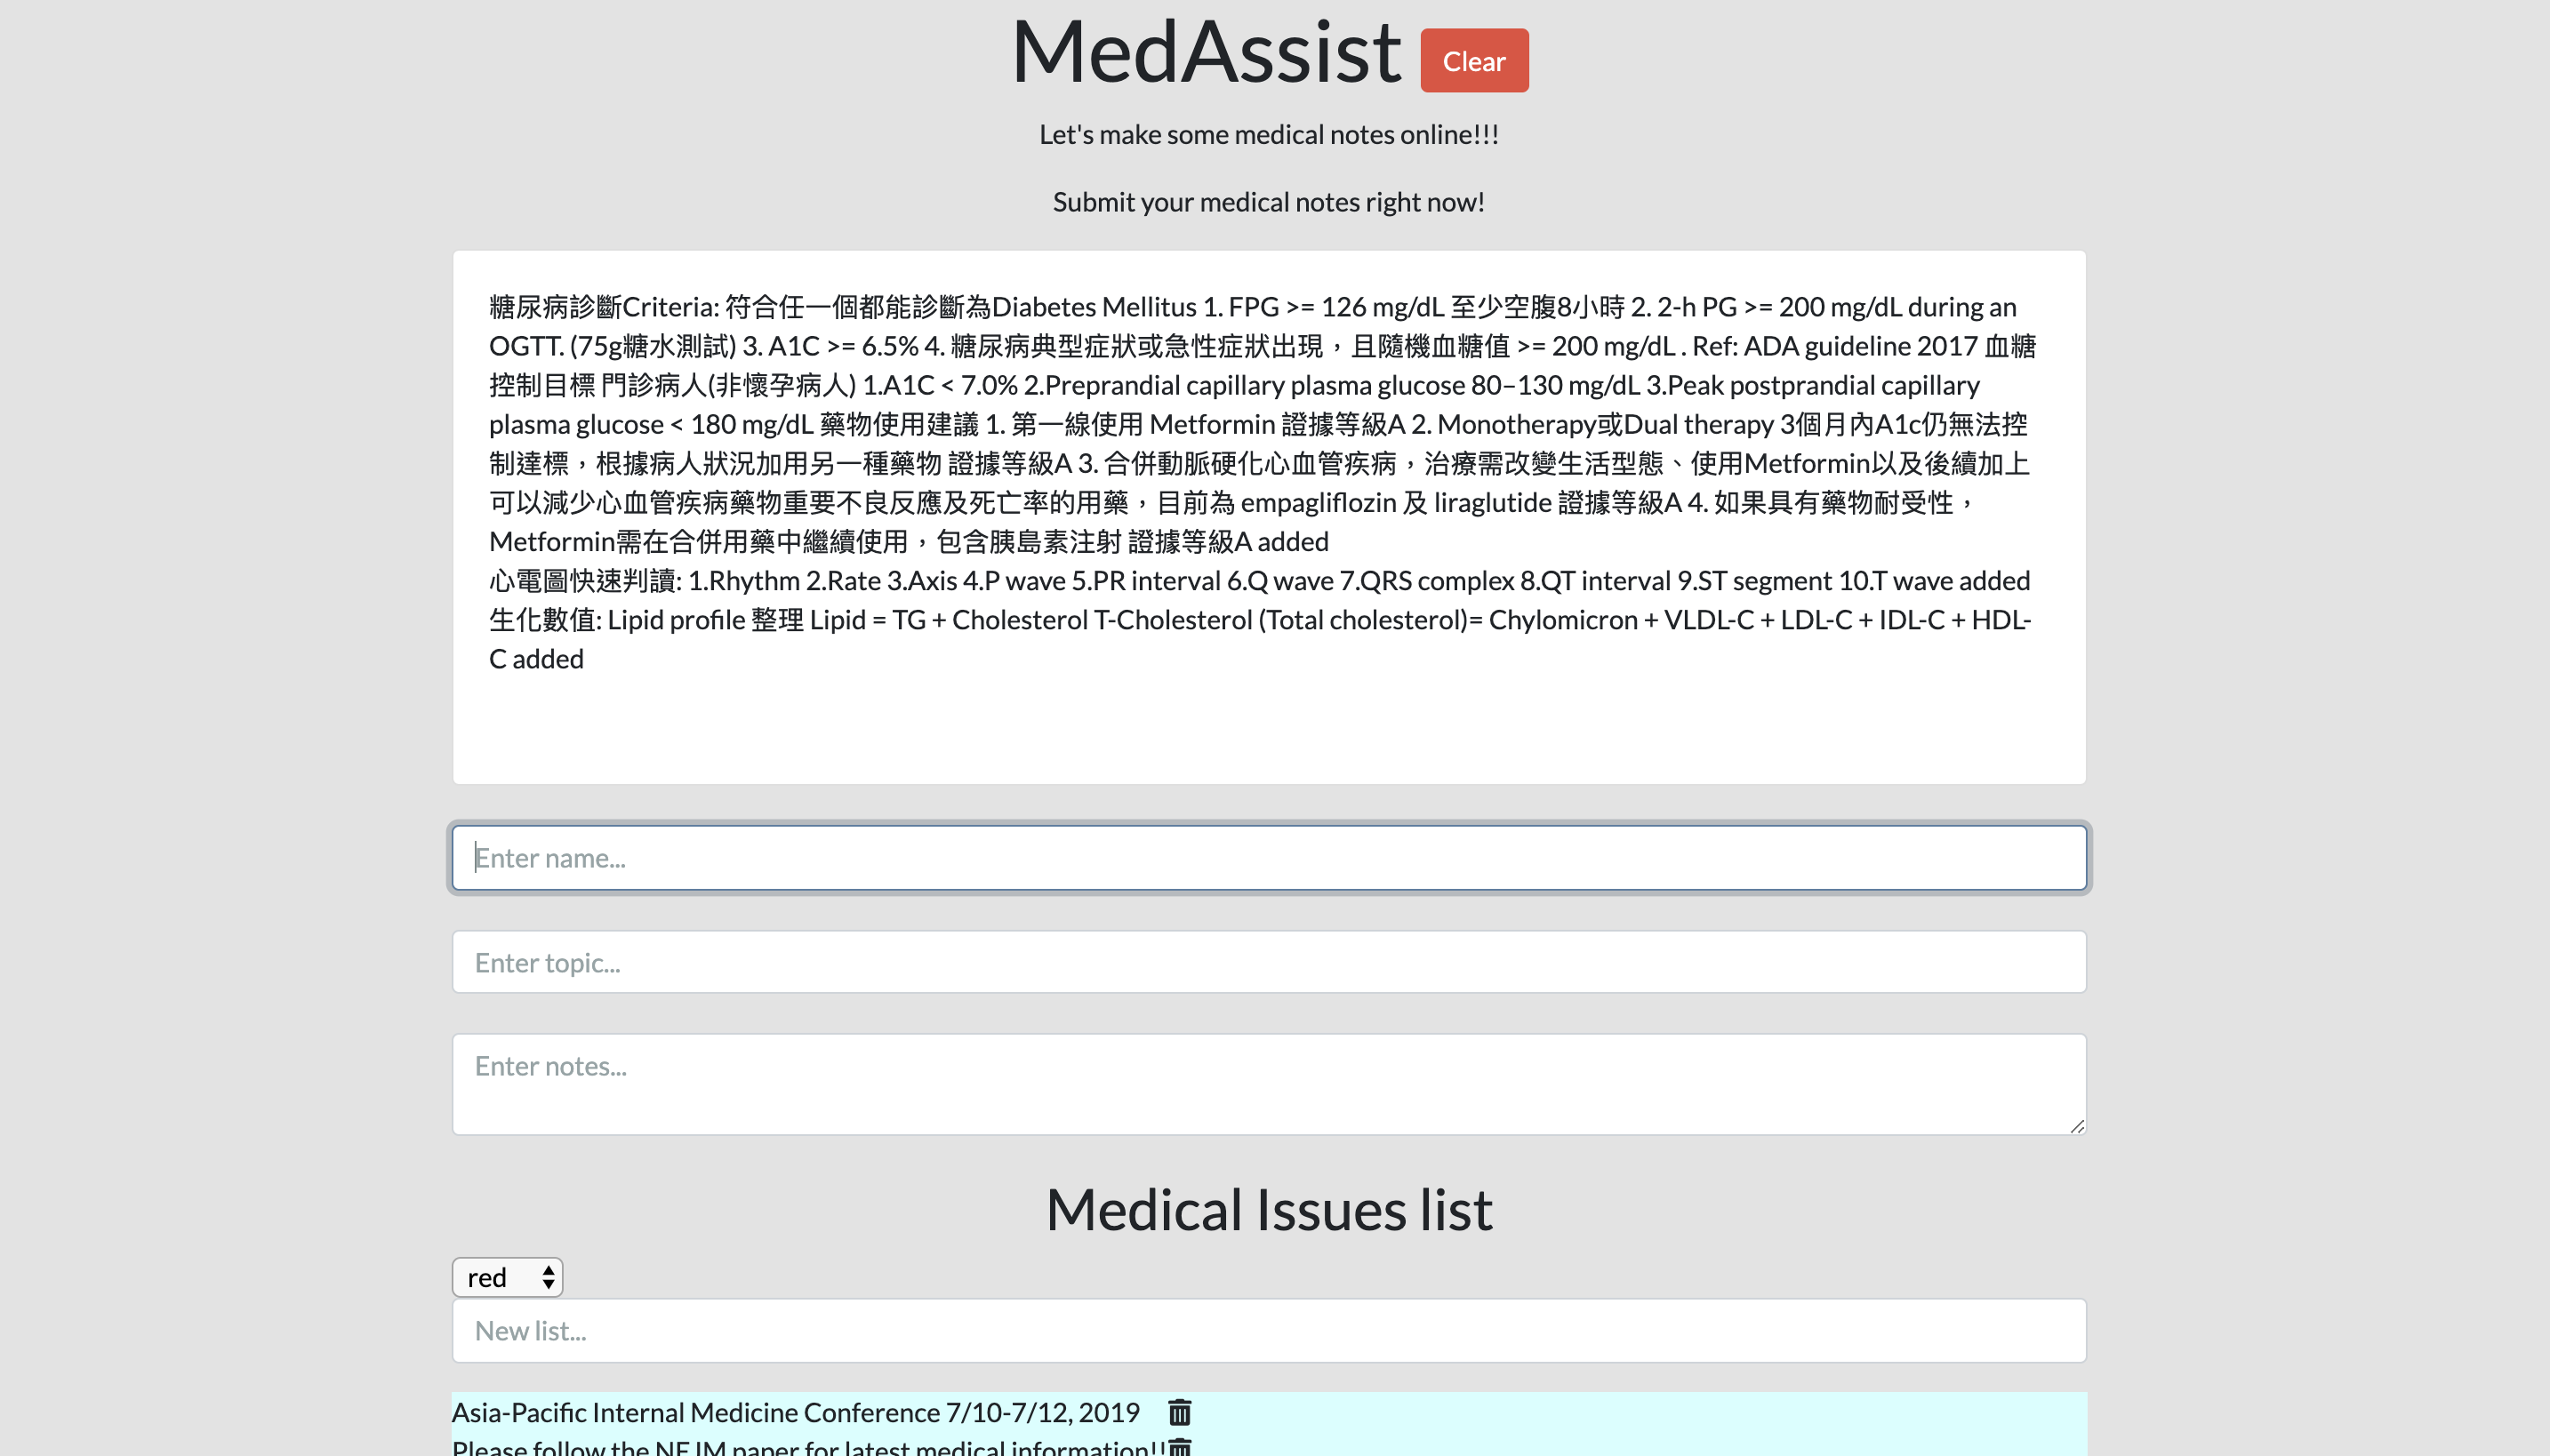 MedAssist Clear
Let's make some medical notes online!!!
Submit your medical notes right now!
糖尿病診斷Criteria: 符合任一個都能診斷為Diabetes Mellitus 1. FPG >= 126 mg/dL 至少空腹8小時 2. 2-h PG >= 200 mg/dL during an
OGTT. (75g糖水測試) 3. A1C >= 6.5% 4. 糖尿病典型症狀或急性症狀出現，且隨機血糖值 >= 200 mg/dL . Ref: ADA guideline 2017 血糖
控制目標 門診病人(非懷孕病人) 1.A1C < 7.0% 2.Preprandial capillary plasma glucose 80–130 mg/dL 3.Peak postprandial capillary
plasma glucose < 180 mg/dL 藥物使用建議 1. 第一線使用 Metformin 證據等級A 2. Monotherapy或Dual therapy 3個月內A1c仍無法控
制達標，根據病人狀況加用另一種藥物 證據等級A 3. 合併動脈硬化心血管疾病，治療需改變生活型態、使用Metformin以及後續加上
可以減少心血管疾病藥物重要不良反應及死亡率的用藥，目前為 empagliflozin 及 liraglutide 證據等級A 4. 如果具有藥物耐受性，
Metformin需在合併用藥中繼續使用，包含胰島素注射 證據等級A added
心電圖快速判讀: 1.Rhythm 2.Rate 3.Axis 4.P wave 5.PR interval 6.Q wave 7.QRS complex 8.QT interval 9.ST segment 10.T wave added
生化數值: Lipid profile 整理 Lipid = TG + Cholesterol T-Cholesterol (Total cholesterol)= Chylomicron + VLDL-C + LDL-C + IDL-C + HDL-
C added
Enter name...
Enter topic...
Enter notes...
Medical Issues list
red
New list...
Asia-Pacific Internal Medicine Conference 7/10-7/12, 2019
Please follow the NEJM paper for latest medical information!!